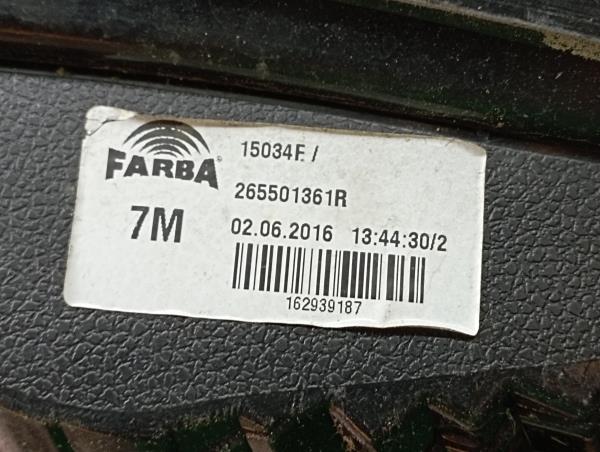 FARBA
15034F /
265501361R
7M
02.06.2016 13:44:30/2
162939187